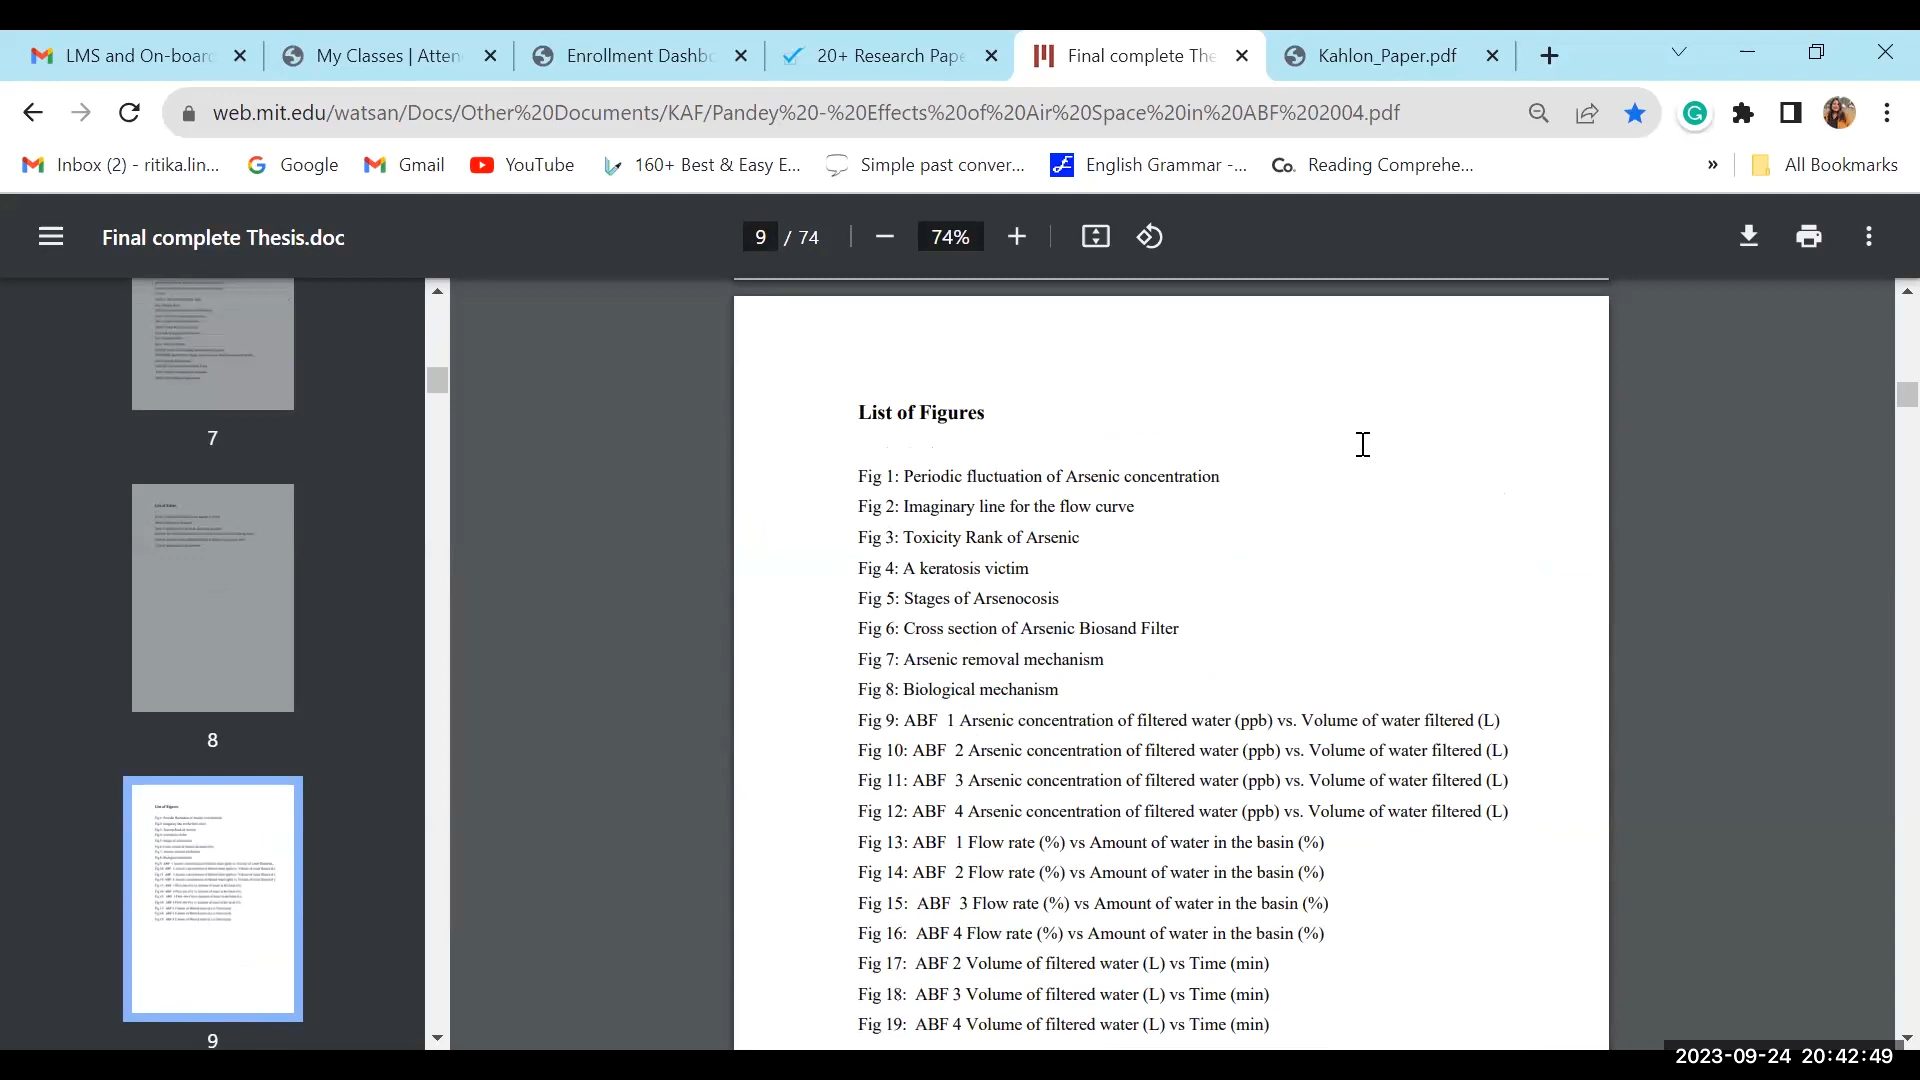 LMS and On-board
My Classes | Atten
Enrollment Dashbo
20+ Research Pape
Final complete The
Kahlon_Paper.pdf
web.mit.edu/watsan/Docs/Other%20Documents/KAF/Pandey%20-%20Effects%20of%20Air%20Space%20in%20ABF%202004.pdf
Inbox (2) - ritika.lin...
Google
Gmail
YouTube
160+ Best & Easy E...
Simple past conver...
English Grammar -...
Co.
Reading Comprehe...
»
All Bookmarks
Final complete Thesis.doc
9 / 74
74%
7
8
9
List of Figures
Fig 1: Periodic fluctuation of Arsenic concentration
Fig 2: Imaginary line for the flow curve
Fig 3: Toxicity Rank of Arsenic
Fig 4: A keratosis victim
Fig 5: Stages of Arsenocosis
Fig 6: Cross section of Arsenic Biosand Filter
Fig 7: Arsenic removal mechanism
Fig 8: Biological mechanism
Fig 9: ABF  1 Arsenic concentration of filtered water (ppb) vs. Volume of water filtered (L)
Fig 10: ABF  2 Arsenic concentration of filtered water (ppb) vs. Volume of water filtered (L)
Fig 11: ABF  3 Arsenic concentration of filtered water (ppb) vs. Volume of water filtered (L)
Fig 12: ABF  4 Arsenic concentration of filtered water (ppb) vs. Volume of water filtered (L)
Fig 13: ABF  1 Flow rate (%) vs Amount of water in the basin (%)
Fig 14: ABF  2 Flow rate (%) vs Amount of water in the basin (%)
Fig 15:  ABF  3 Flow rate (%) vs Amount of water in the basin (%)
Fig 16:  ABF 4 Flow rate (%) vs Amount of water in the basin (%)
Fig 17:  ABF 2 Volume of filtered water (L) vs Time (min)
Fig 18:  ABF 3 Volume of filtered water (L) vs Time (min)
Fig 19:  ABF 4 Volume of filtered water (L) vs Time (min)
2023-09-24 20:42:49